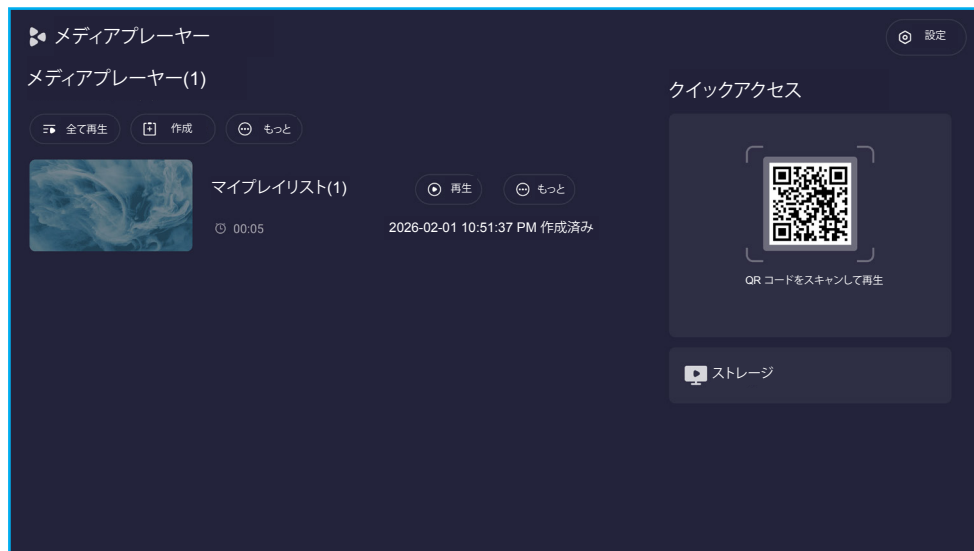 メディアプレーヤー
設定
メディアプレーヤー(1)
クイックアクセス
全て再生
作成
もっと
マイプレイリスト(1)
再生
もっと
00:05
2026-02-01 10:51:37 PM 作成済み
QR コードをスキャンして再生
ストレージ